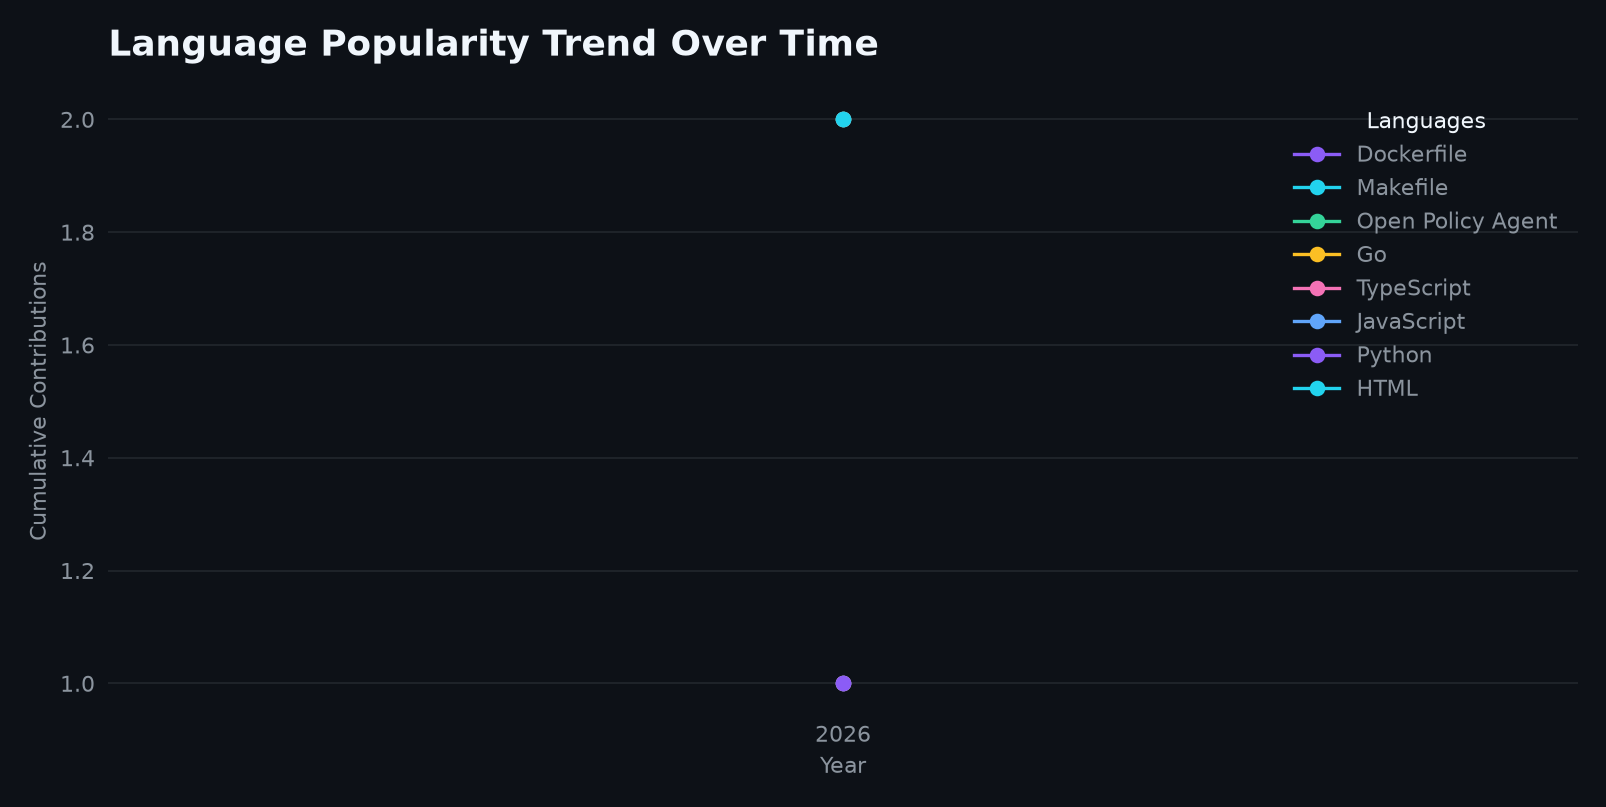 Language Popularity Trend Over Time
2.0
1.8
1.6
1.4
1.2
1.0
Cumulative Contributions
2026
Year
Languages
Dockerfile
Makefile
Open Policy Agent
Go
TypeScript
JavaScript
Python
HTML